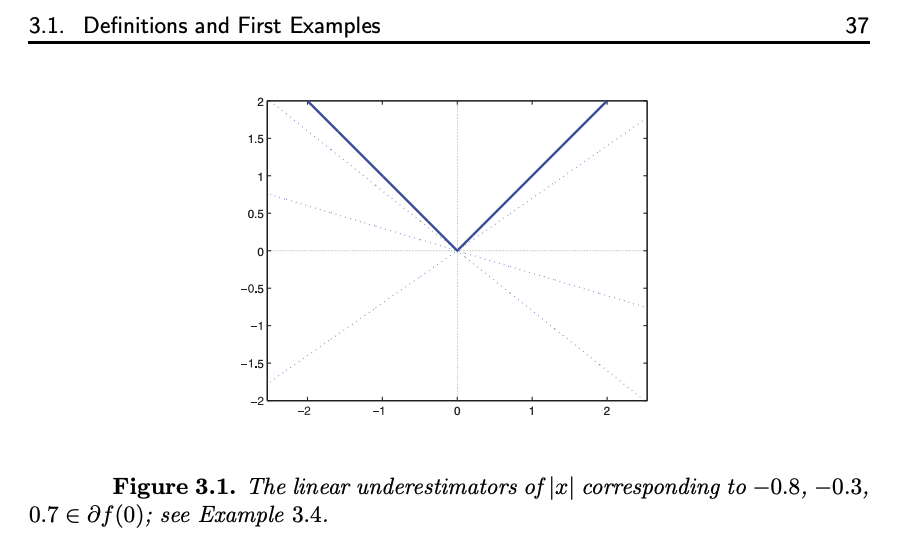 3.1. Definitions and First Examples 37
2
1.5
1
0.5
0
−0.5
−1
−1.5
−2
−2 −1 0 1 2
Figure 3.1. The linear underestimators of |x| corresponding to −0.8, −0.3,
0.7 ∈ ∂f(0); see Example 3.4.